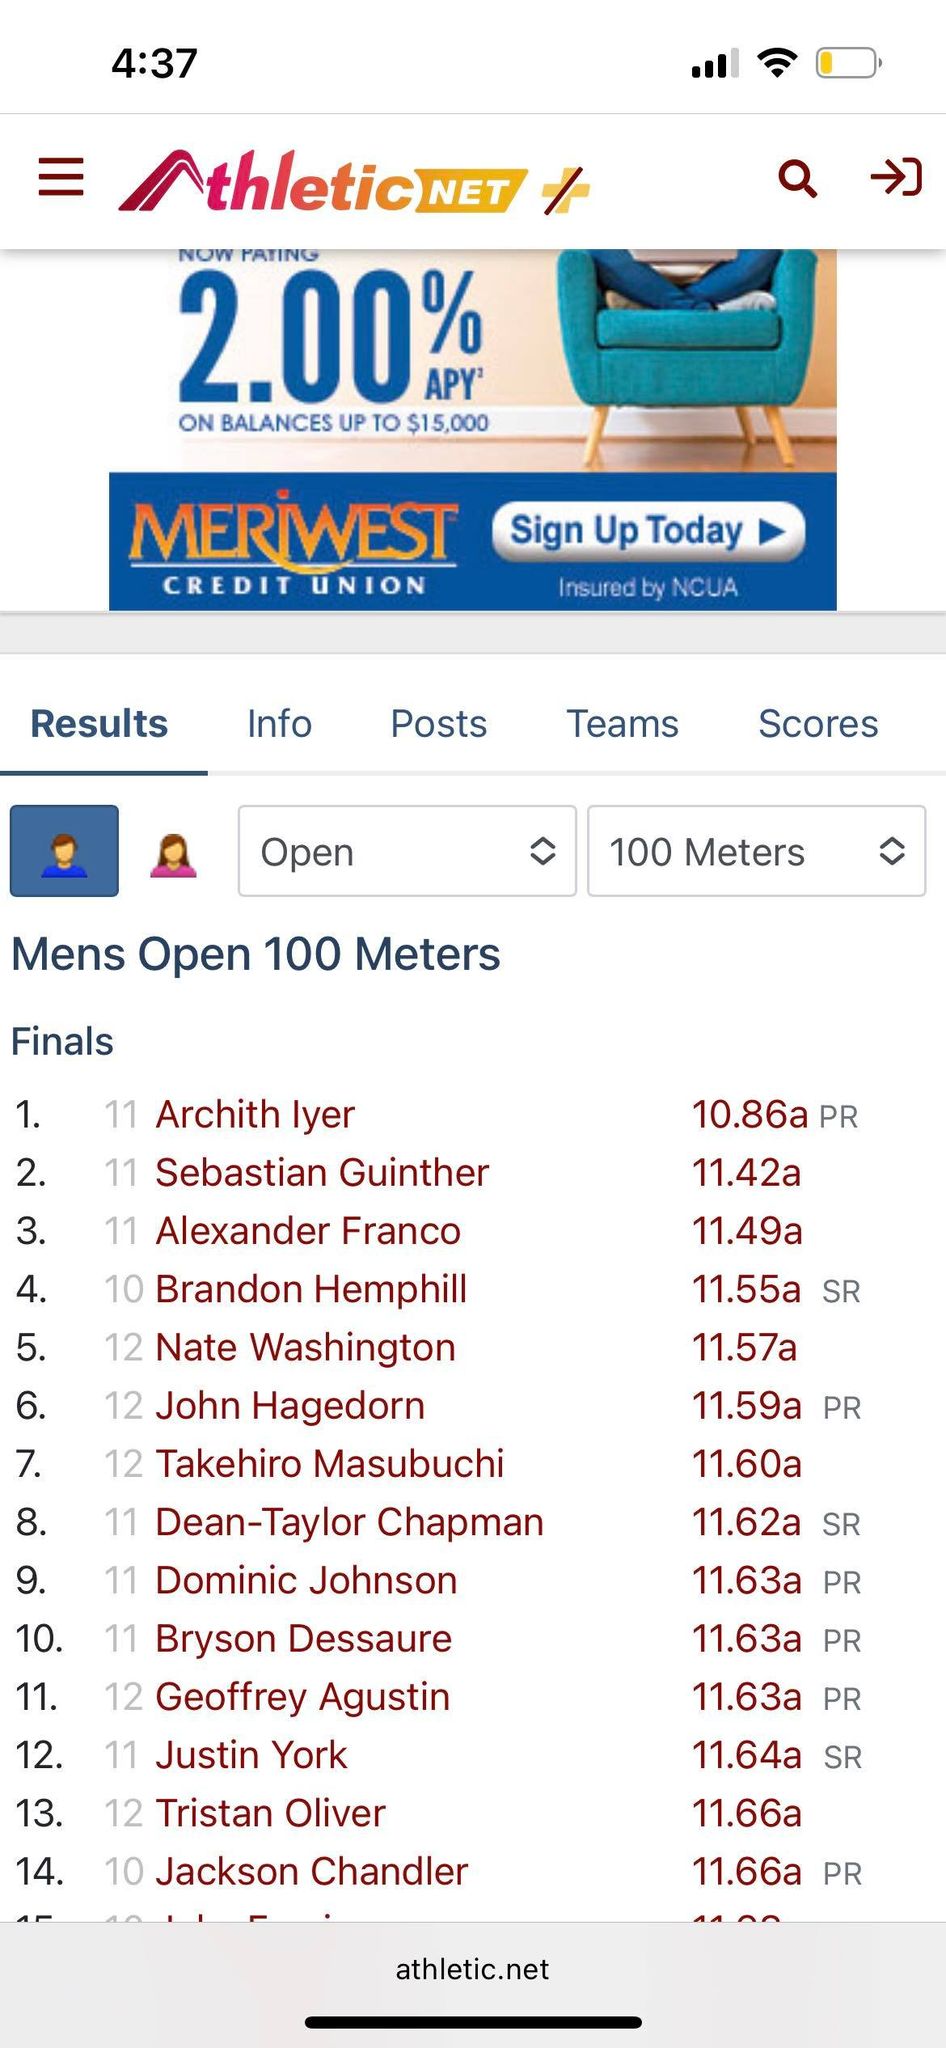 4:37
Athletic NET
NOW PAYING
2.00% APY²
ON BALANCES UP TO $15,000
MERIWEST
CREDIT UNION
Sign Up Today ▶
Insured by NCUA
Results Info Posts Teams Scores
Open 100 Meters
Mens Open 100 Meters
Finals
1. 11 Archith Iyer 10.86a PR
2. 11 Sebastian Guinther 11.42a
3. 11 Alexander Franco 11.49a
4. 10 Brandon Hemphill 11.55a SR
5. 12 Nate Washington 11.57a
6. 12 John Hagedorn 11.59a PR
7. 12 Takehiro Masubuchi 11.60a
8. 11 Dean-Taylor Chapman 11.62a SR
9. 11 Dominic Johnson 11.63a PR
10. 11 Bryson Dessaure 11.63a PR
11. 12 Geoffrey Agustin 11.63a PR
12. 11 Justin York 11.64a SR
13. 12 Tristan Oliver 11.66a
14. 10 Jackson Chandler 11.66a PR
athletic.net